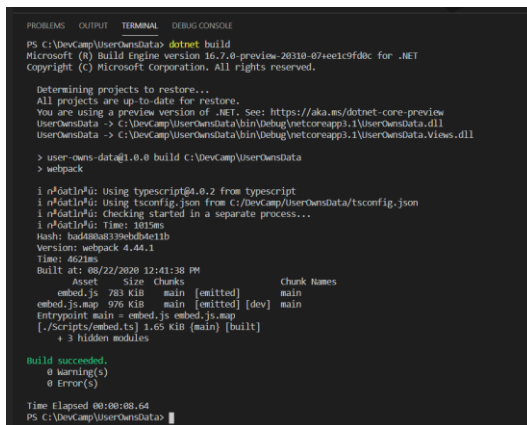 PROBLEMS OUTPUT TERMINAL DEBUG CONSOLE
PS C:\DevCamp\UserOwnsData> dotnet build
Microsoft (R) Build Engine version 16.7.0-preview-20310-07+ee1c9fd0c for .NET
Copyright (C) Microsoft Corporation. All rights reserved.
Determining projects to restore...
All projects are up-to-date for restore.
You are using a preview version of .NET. See: https://aka.ms/dotnet-core-preview
UserOwnsData -> C:\DevCamp\UserOwnsData\bin\Debug\netcoreapp3.1\UserOwnsData.dll
UserOwnsData -> C:\DevCamp\UserOwnsData\bin\Debug\netcoreapp3.1\UserOwnsData.Views.dll
> user-owns-data@1.0.0 build C:\DevCamp\UserOwnsData
> webpack
i Using typescript@4.0.2 from typescript
i Using tsconfig.json from C:/DevCamp/UserOwnsData/tsconfig.json
i Checking started in a separate process...
i Time: 1015ms
Hash: bad480a8339ebdb4e11b
Version: webpack 4.44.1
Time: 4621ms
Built at: 08/22/2020 12:41:38 PM
Asset Size Chunks Chunk Names
embed.js 783 KiB main [emitted] main
embed.js.map 976 KiB main [emitted] [dev] main
Entrypoint main = embed.js embed.js.map
[./Scripts/embed.ts] 1.65 KiB {main} [built]
+ 3 hidden modules
Build succeeded.
0 Warning(s)
0 Error(s)
Time Elapsed 00:00:08.64
PS C:\DevCamp\UserOwnsData>